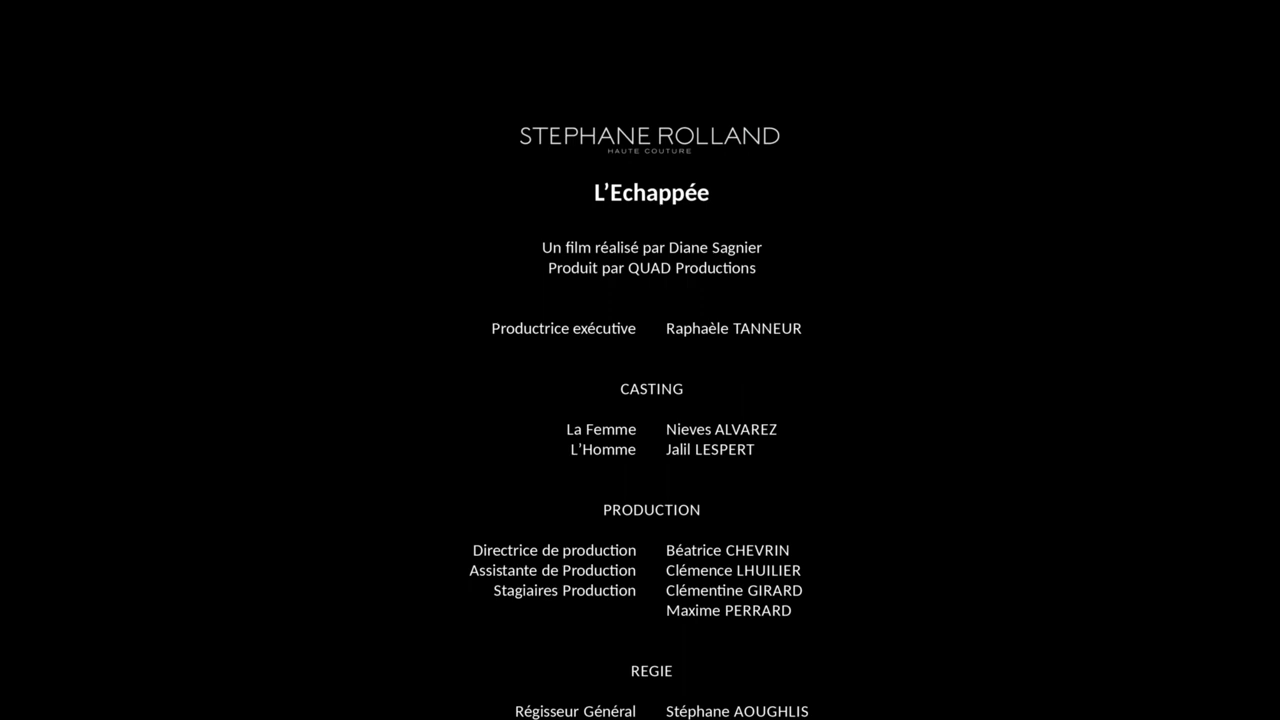 STEPHANE ROLLAND
HAUTE COUTURE
L’Echappée
Un film réalisé par Diane Sagnier
Produit par QUAD Productions
Productrice exécutive Raphaèle TANNEUR
CASTING
La Femme Nieves ALVAREZ
L’Homme Jalil LESPERT
PRODUCTION
Directrice de production Béatrice CHEVRIN
Assistante de Production Clémence LHUILIER
Stagiaires Production Clémentine GIRARD
Maxime PERRARD
REGIE
Régisseur Général Stéphane AOUGHLIS